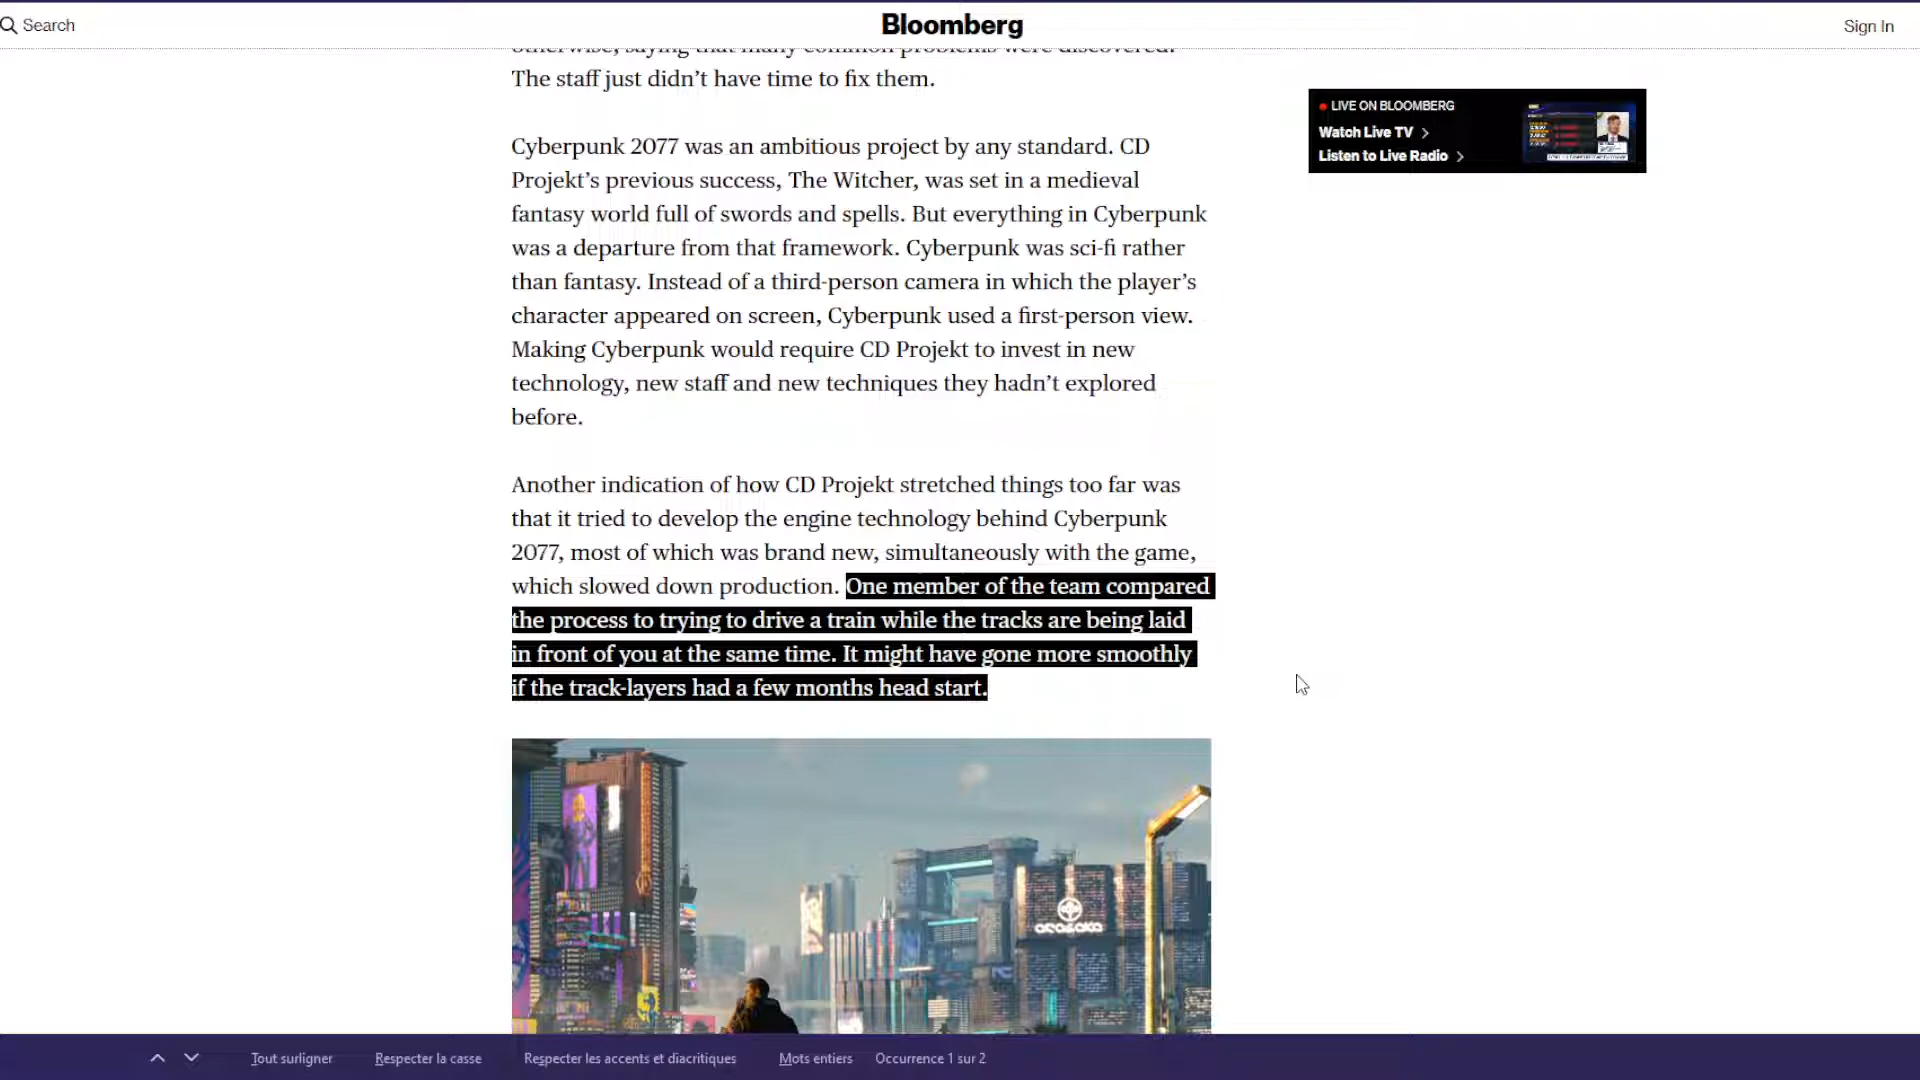 Search
Bloomberg
Sign In
otherwise, saying that many common problems were discovered.
The staff just didn’t have time to fix them.
LIVE ON BLOOMBERG
Watch Live TV
Listen to Live Radio
Cyberpunk 2077 was an ambitious project by any standard. CD
Projekt’s previous success, The Witcher, was set in a medieval
fantasy world full of swords and spells. But everything in Cyberpunk
was a departure from that framework. Cyberpunk was sci-fi rather
than fantasy. Instead of a third-person camera in which the player’s
character appeared on screen, Cyberpunk used a first-person view.
Making Cyberpunk would require CD Projekt to invest in new
technology, new staff and new techniques they hadn’t explored
before.
Another indication of how CD Projekt stretched things too far was
that it tried to develop the engine technology behind Cyberpunk
2077, most of which was brand new, simultaneously with the game,
which slowed down production. One member of the team compared
the process to trying to drive a train while the tracks are being laid
in front of you at the same time. It might have gone more smoothly
if the track-layers had a few months head start.
arasaka
Tout surligner
Respecter la casse
Respecter les accents et diacritiques
Mots entiers
Occurrence 1 sur 2